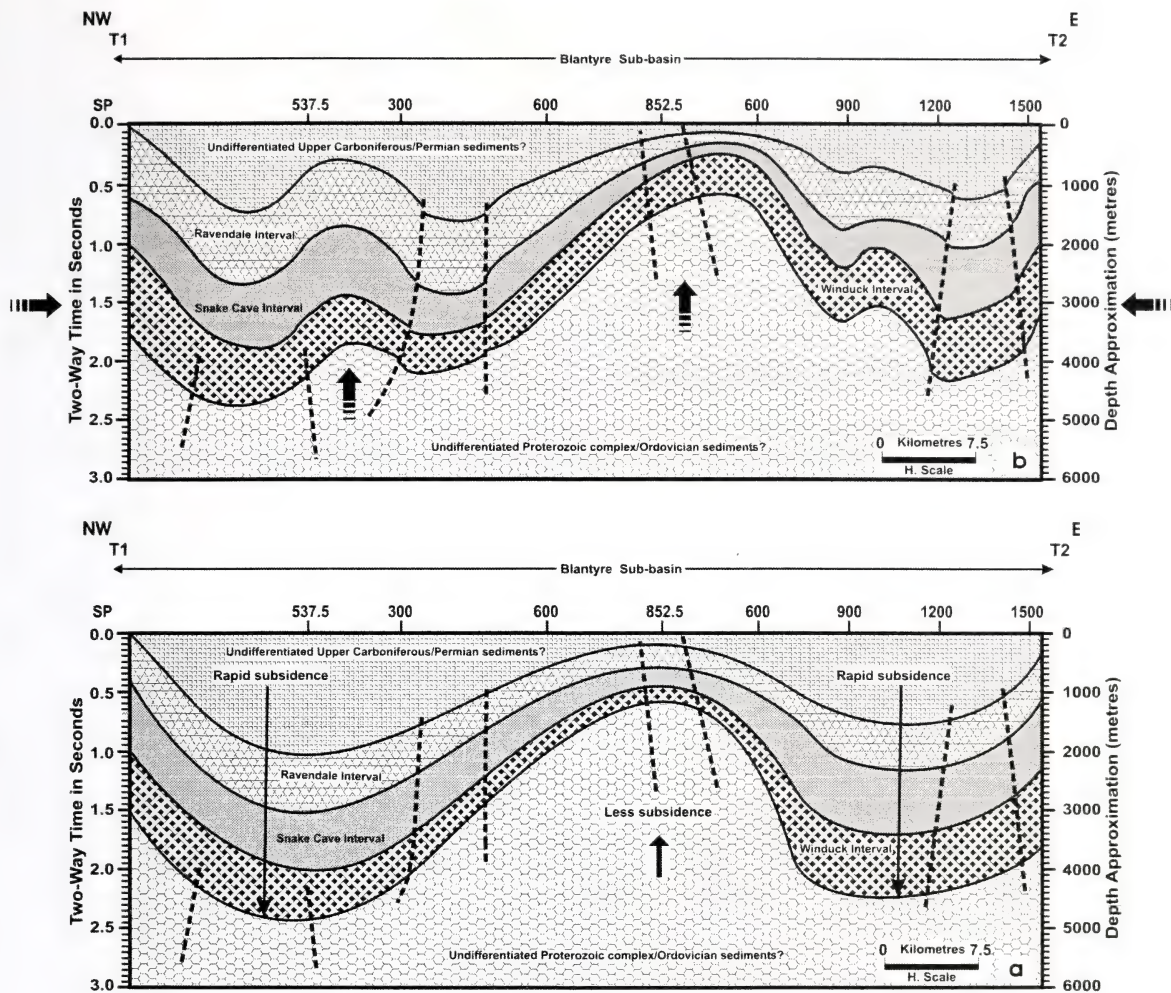 NW E
T1 T2
Blantyre Sub-basin
SP 537.5 300 600 852.5 600 900 1200 1500
Two-Way Time in Seconds
0.0
0.5
1.0
1.5
2.0
2.5
3.0
Undifferentiated Upper Carboniferous/Permian sediments?
Ravendale Interval
Snake Cave Interval
Winduck Interval
Undifferentiated Proterozoic complex/Ordovician sediments?
0 Kilometres 7.5
H. Scale
b
0
1000
2000
3000
4000
5000
6000
Depth Approximation (metres)
NW E
T1 T2
Blantyre Sub-basin
SP 537.5 300 600 852.5 600 900 1200 1500
Two-Way Time in Seconds
0.0
0.5
1.0
1.5
2.0
2.5
3.0
Undifferentiated Upper Carboniferous/Permian sediments?
Rapid subsidence Rapid subsidence
Ravendale Interval
Snake Cave Interval
Less subsidence
Winduck Interval
Undifferentiated Proterozoic complex/Ordovician sediments?
0 Kilometres 7.5
H. Scale
a
0
1000
2000
3000
4000
5000
6000
Depth Approximation (metres)